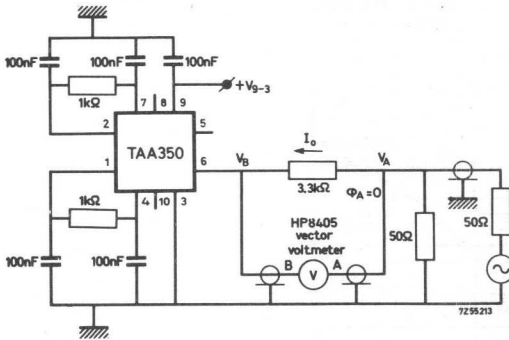 100nF
100nF
100nF
1kΩ
+V9-3
7
8
9
2
5
TAA350
1
6
4
10
3
VB
Io
VA
3.3kΩ
ΦA=0
1kΩ
HP8405
vector
voltmeter
50Ω
50Ω
100nF
100nF
B
V
A
7Z55213